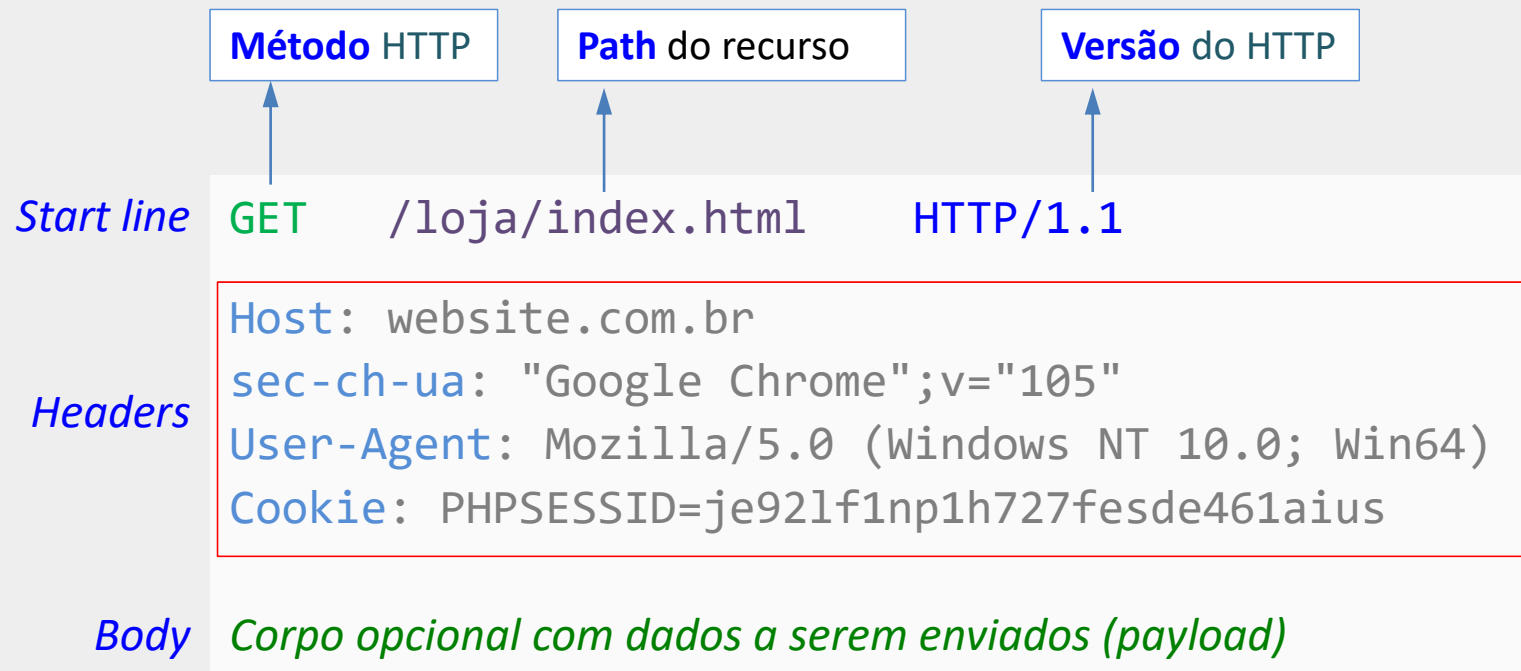 Método HTTP
Path do recurso
Versão do HTTP
Start line
GET /loja/index.html HTTP/1.1
Headers
Host: website.com.br
sec-ch-ua: "Google Chrome";v="105"
User-Agent: Mozilla/5.0 (Windows NT 10.0; Win64)
Cookie: PHPSESSID=je92lf1np1h727fesde461aius
Body
Corpo opcional com dados a serem enviados (payload)